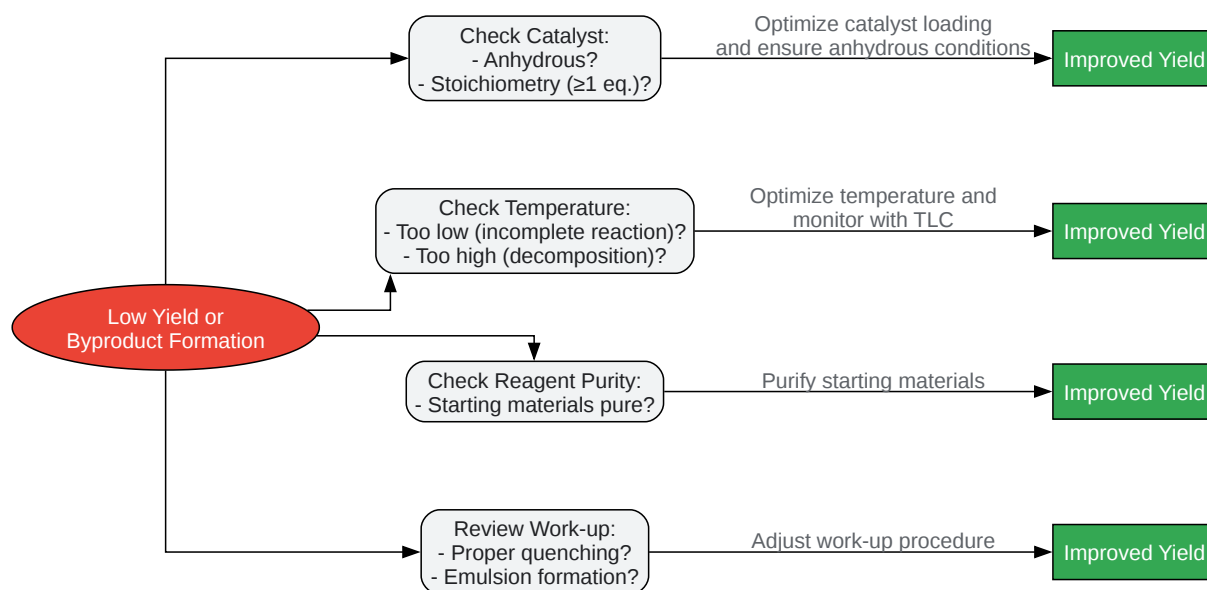 Check Catalyst:
- Anhydrous?
- Stoichiometry (≥1 eq.)?
Optimize catalyst loading
and ensure anhydrous conditions
Improved Yield
Check Temperature:
- Too low (incomplete reaction)?
- Too high (decomposition)?
Optimize temperature and
monitor with TLC
Improved Yield
Low Yield or
Byproduct Formation
Check Reagent Purity:
- Starting materials pure?
Purify starting materials
Improved Yield
Review Work-up:
- Proper quenching?
- Emulsion formation?
Adjust work-up procedure
Improved Yield